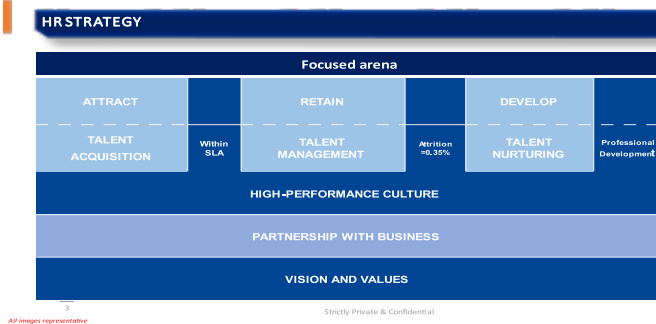 HR STRATEGY
Focused arena
ATTRACT
RETAIN
DEVELOP
TALENT
ACQUISITION
Within
SLA
TALENT
MANAGEMENT
Attrition
=0.35%
TALENT
NURTURING
Professional
Development
HIGH-PERFORMANCE CULTURE
PARTNERSHIP WITH BUSINESS
VISION AND VALUES
3
Strictly Private & Confidential
All images representative